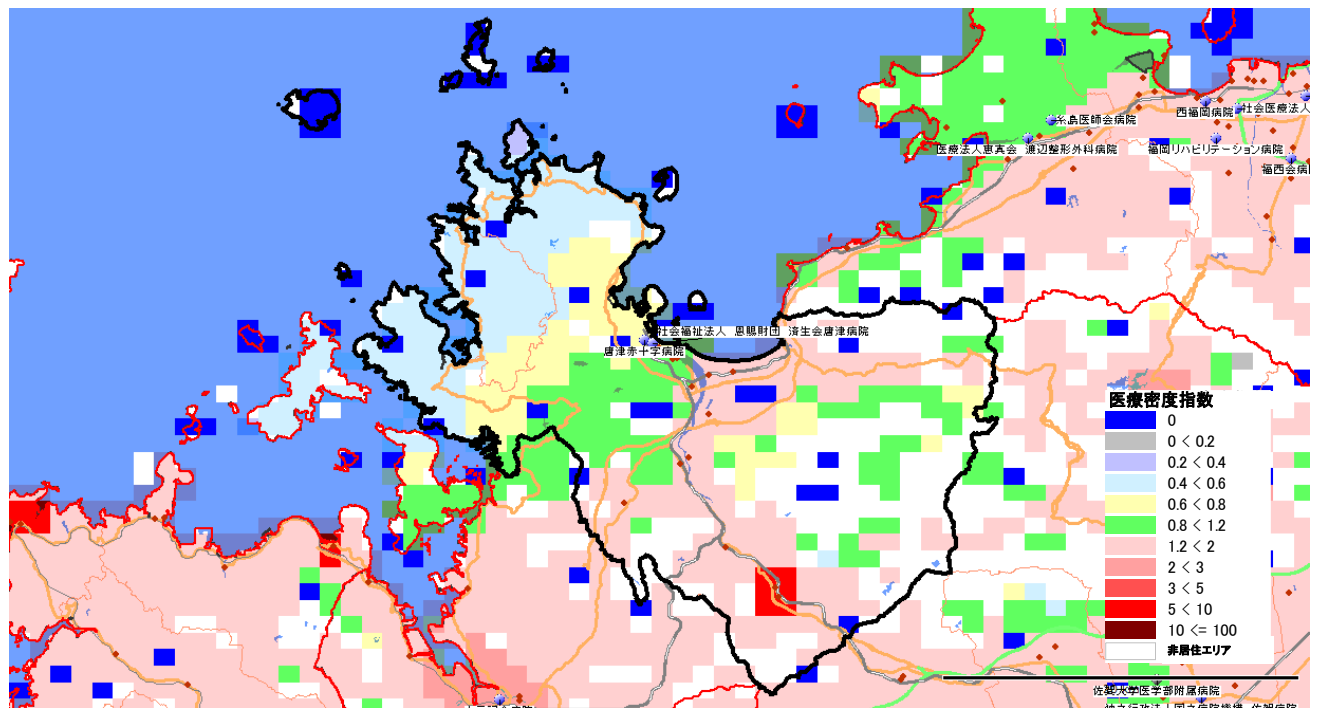 西福岡病院
社会医療法人
糸島医師会病院
医療法人恵真会 渡辺整形外科病院
福岡リハビリテーション病院
福西会病
社会福祉法人 恩賜財団 済生会唐津病院
唐津赤十字病院
医療密度指数
0
0 < 0.2
0.2 < 0.4
0.4 < 0.6
0.6 < 0.8
0.8 < 1.2
1.2 < 2
2 < 3
3 < 5
5 < 10
10 <= 100
非居住エリア
佐賀大学医学部附属病院